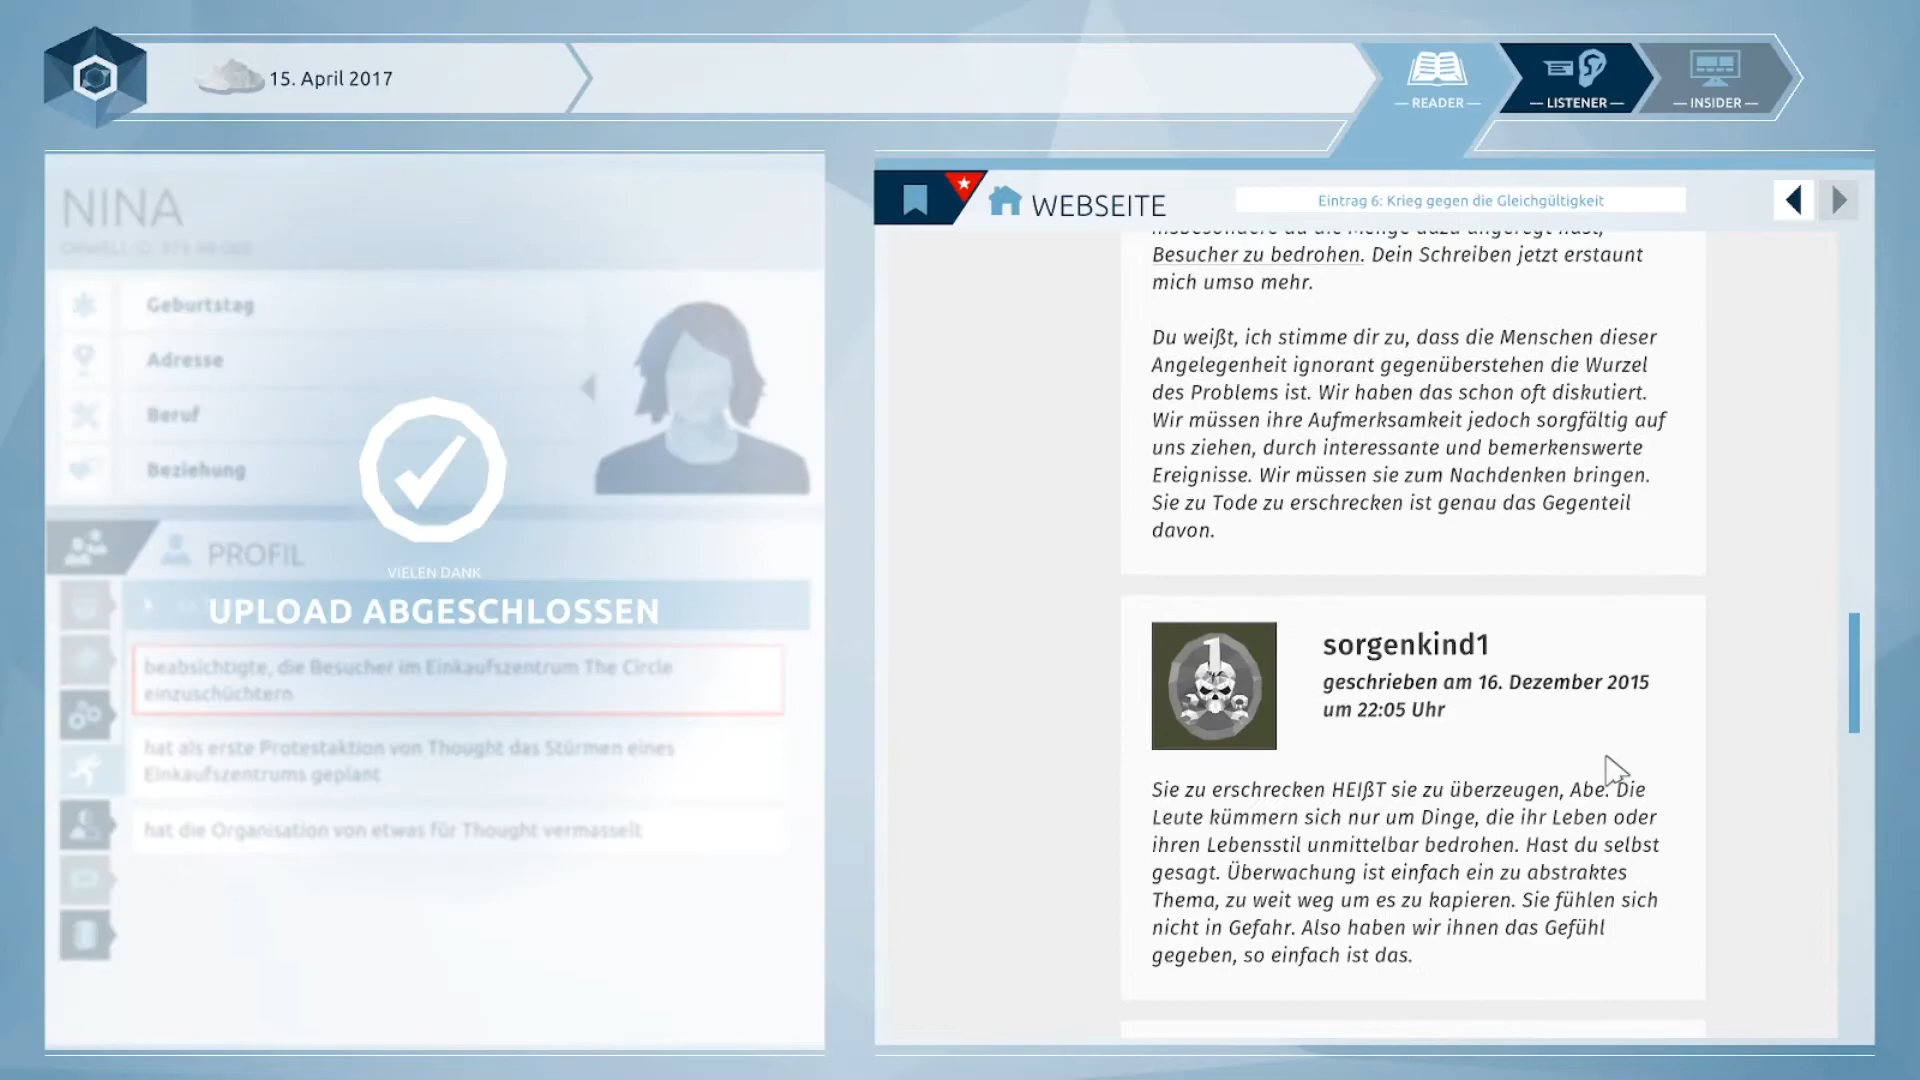 15. April 2017
READER
LISTENER
INSIDER
NINA
Geburtstag
Adresse
Beruf
Beziehung
PROFIL
VIELEN DANK
UPLOAD ABGESCHLOSSEN
beabsichtigte, die Besucher im Einkaufszentrum The Circle
einzuschüchtern
hat als erste Protestaktion von Thought das Stürmen eines
Einkaufszentrums geplant
hat die Organisation von etwas für Thought vermasselt
WEBSEITE
Eintrag 6: Krieg gegen die Gleichgültigkeit
insbesondere da die Menge dazu angeregt hast,
Besucher zu bedrohen. Dein Schreiben jetzt erstaunt
mich umso mehr.
Du weißt, ich stimme dir zu, dass die Menschen dieser
Angelegenheit ignorant gegenüberstehen die Wurzel
des Problems ist. Wir haben das schon oft diskutiert.
Wir müssen ihre Aufmerksamkeit jedoch sorgfältig auf
uns ziehen, durch interessante und bemerkenswerte
Ereignisse. Wir müssen sie zum Nachdenken bringen.
Sie zu Tode zu erschrecken ist genau das Gegenteil
davon.
1
sorgenkind1
geschrieben am 16. Dezember 2015
um 22:05 Uhr
Sie zu erschrecken HEIßT sie zu überzeugen, Abe. Die
Leute kümmern sich nur um Dinge, die ihr Leben oder
ihren Lebensstil unmittelbar bedrohen. Hast du selbst
gesagt. Überwachung ist einfach ein zu abstraktes
Thema, zu weit weg um es zu kapieren. Sie fühlen sich
nicht in Gefahr. Also haben wir ihnen das Gefühl
gegeben, so einfach ist das.